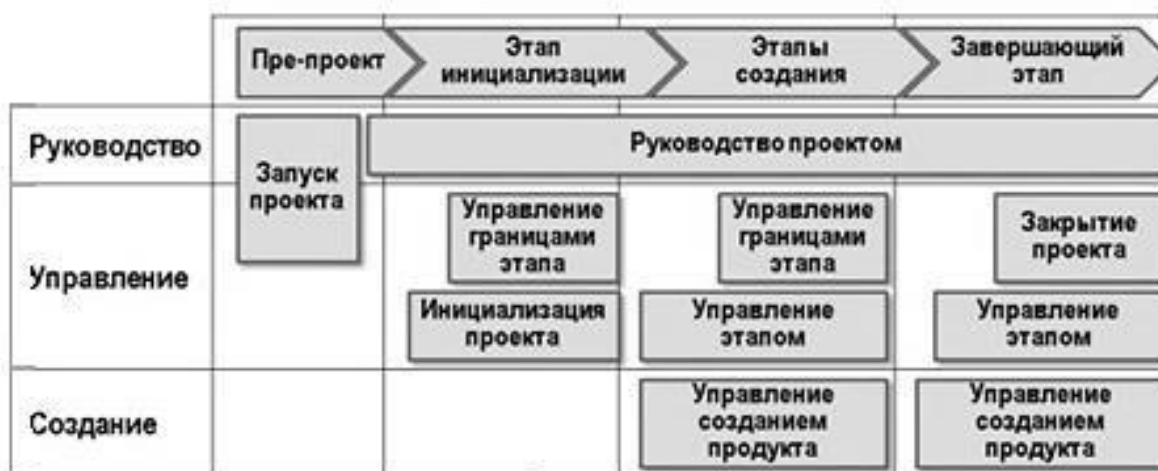 Пре-проект
Этап
инициализации
Этапы
создания
Завершающий
этап
Руководство
Запуск
проекта
Руководство проектом
Управление
Управление
границами
этапа
Управление
границами
этапа
Закрытие
проекта
Инициализация
проекта
Управление
этапом
Управление
этапом
Создание
Управление
созданием
продукта
Управление
созданием
продукта